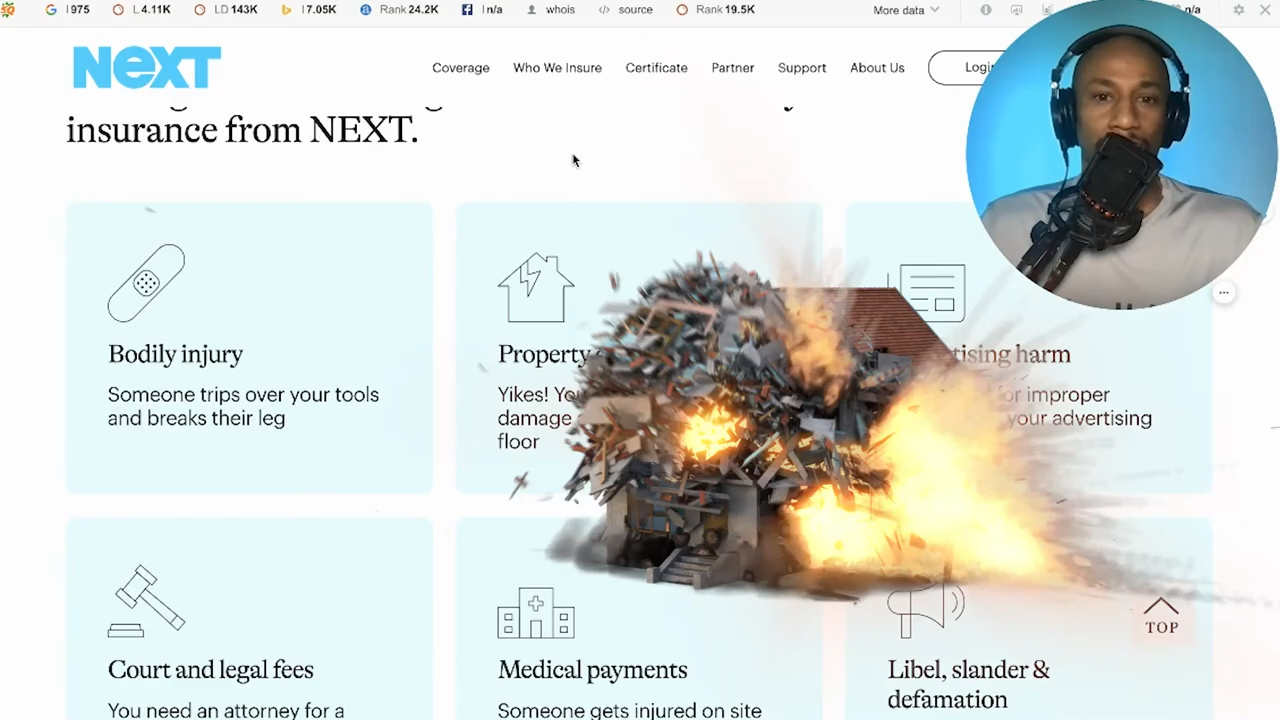 I 975 L 4.11K LD 143K I 7.05K Rank 24.2K I n/a whois source Rank 19.5K More data n/a
NEXT
Coverage Who We Insure Certificate Partner Support About Us Login
insurance from NEXT.
Bodily injury
Someone trips over your tools
and breaks their leg
Property
Yikes! You
damage
floor
harm
improper
your advertising
Court and legal fees
You need an attorney for a
Medical payments
Someone gets injured on site
Libel, slander &
defamation
TOP